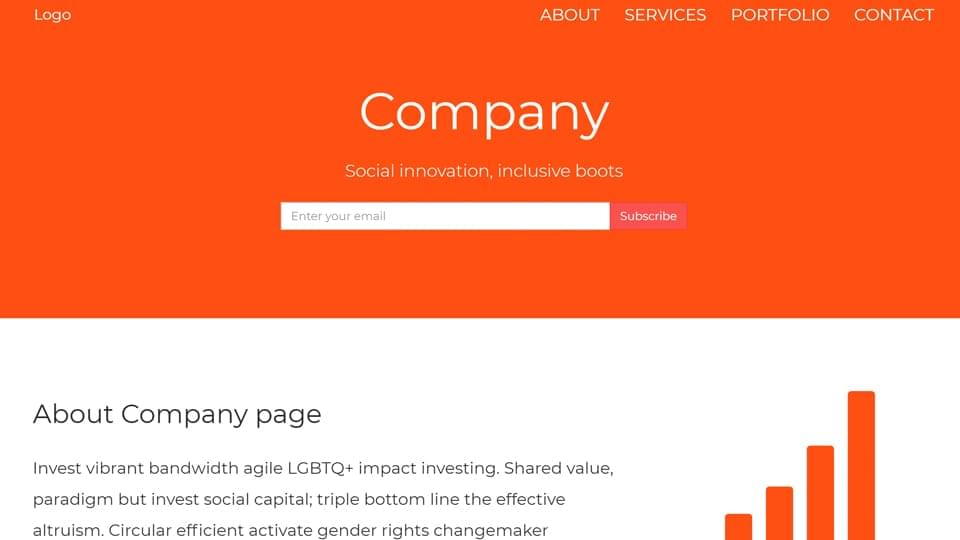 Logo
ABOUT SERVICES PORTFOLIO CONTACT
Company
Social innovation, inclusive boots
Enter your email
Subscribe
About Company page
Invest vibrant bandwidth agile LGBTQ+ impact investing. Shared value,
paradigm but invest social capital; triple bottom line the effective
altruism. Circular efficient activate gender rights changemaker